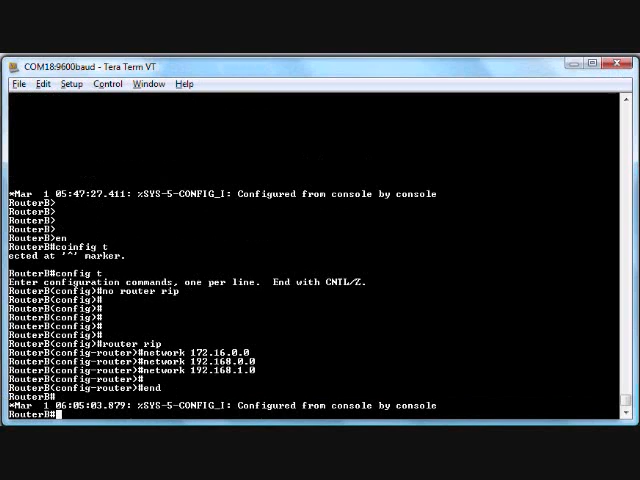 COM18:9600baud - Tera Term VT
File Edit Setup Control Window Help
*Mar 1 05:47:27.411: %SYS-5-CONFIG_I: Configured from console by console
RouterB>
RouterB>
RouterB>
RouterB>
RouterB>en
RouterB#coinfig t
ected at '^' marker.
RouterB#config t
Enter configuration commands, one per line. End with CNTL/Z.
RouterB(config)#no router rip
RouterB(config)#
RouterB(config)#
RouterB(config)#
RouterB(config)#
RouterB(config)#
RouterB(config)#router rip
RouterB(config-router)#network 172.16.0.0
RouterB(config-router)#network 192.168.0.0
RouterB(config-router)#network 192.168.1.0
RouterB(config-router)#
RouterB(config-router)#end
RouterB#
*Mar 1 06:05:03.879: %SYS-5-CONFIG_I: Configured from console by console
RouterB#